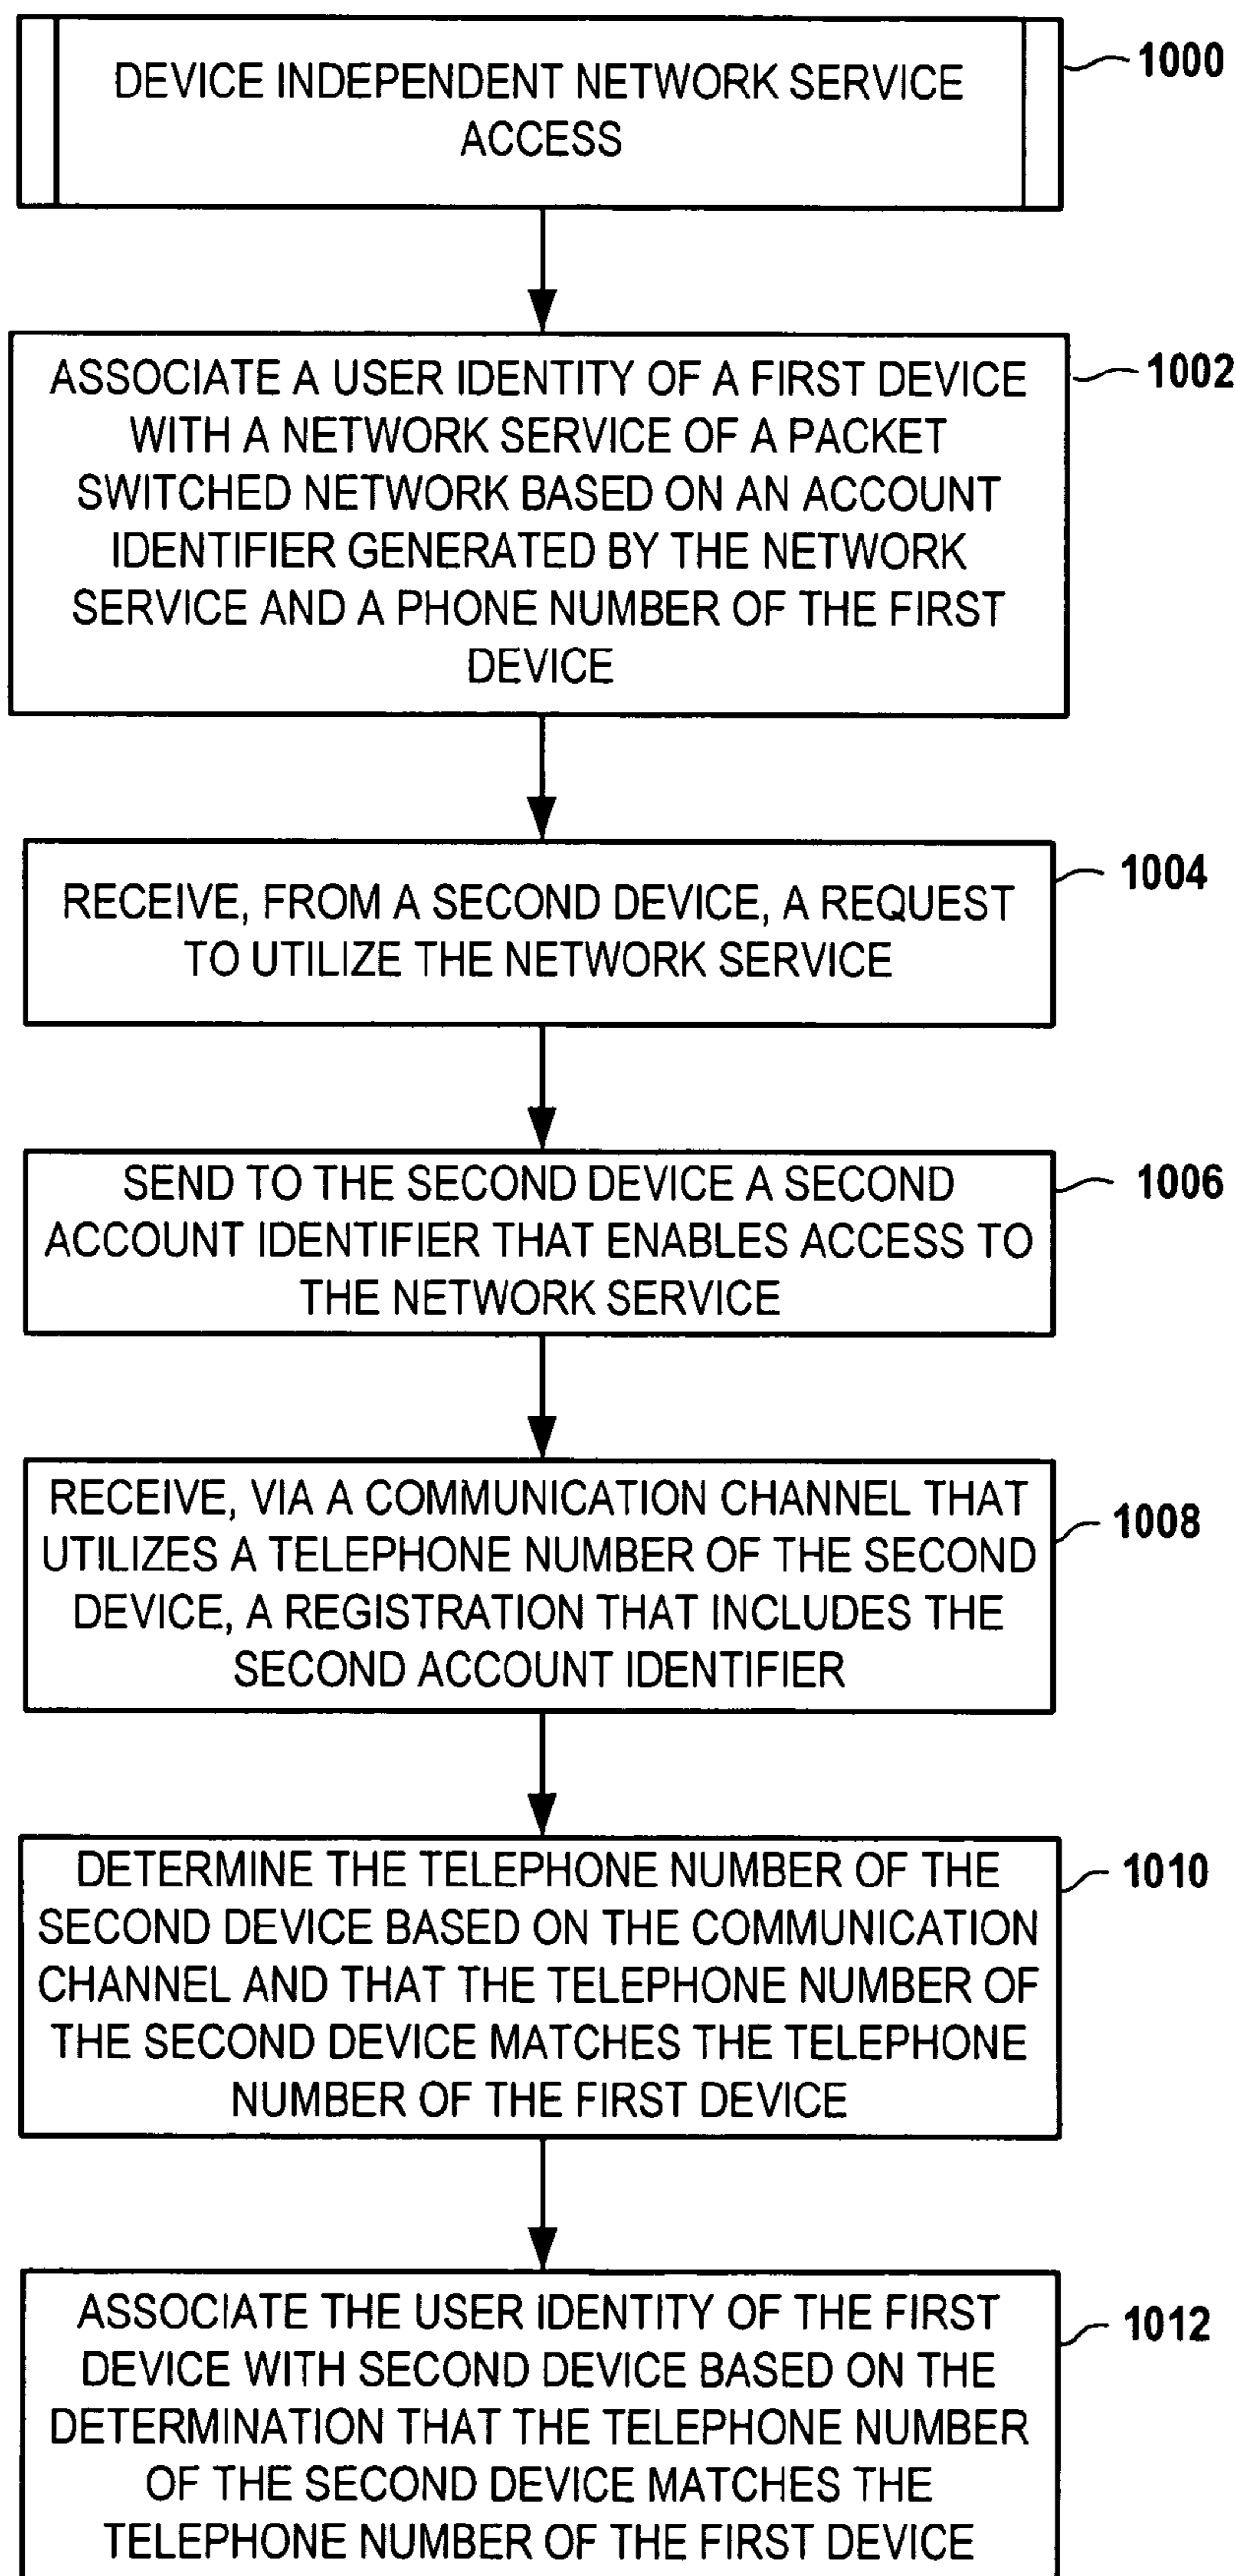 DEVICE INDEPENDENT NETWORK SERVICE
ACCESS
1000
ASSOCIATE A USER IDENTITY OF A FIRST DEVICE
WITH A NETWORK SERVICE OF A PACKET
SWITCHED NETWORK BASED ON AN ACCOUNT
IDENTIFIER GENERATED BY THE NETWORK
SERVICE AND A PHONE NUMBER OF THE FIRST
DEVICE
1002
RECEIVE, FROM A SECOND DEVICE, A REQUEST
TO UTILIZE THE NETWORK SERVICE
1004
SEND TO THE SECOND DEVICE A SECOND
ACCOUNT IDENTIFIER THAT ENABLES ACCESS TO
THE NETWORK SERVICE
1006
RECEIVE, VIA A COMMUNICATION CHANNEL THAT
UTILIZES A TELEPHONE NUMBER OF THE SECOND
DEVICE, A REGISTRATION THAT INCLUDES THE
SECOND ACCOUNT IDENTIFIER
1008
DETERMINE THE TELEPHONE NUMBER OF THE
SECOND DEVICE BASED ON THE COMMUNICATION
CHANNEL AND THAT THE TELEPHONE NUMBER OF
THE SECOND DEVICE MATCHES THE TELEPHONE
NUMBER OF THE FIRST DEVICE
1010
ASSOCIATE THE USER IDENTITY OF THE FIRST
DEVICE WITH SECOND DEVICE BASED ON THE
DETERMINATION THAT THE TELEPHONE NUMBER
OF THE SECOND DEVICE MATCHES THE
TELEPHONE NUMBER OF THE FIRST DEVICE
1012